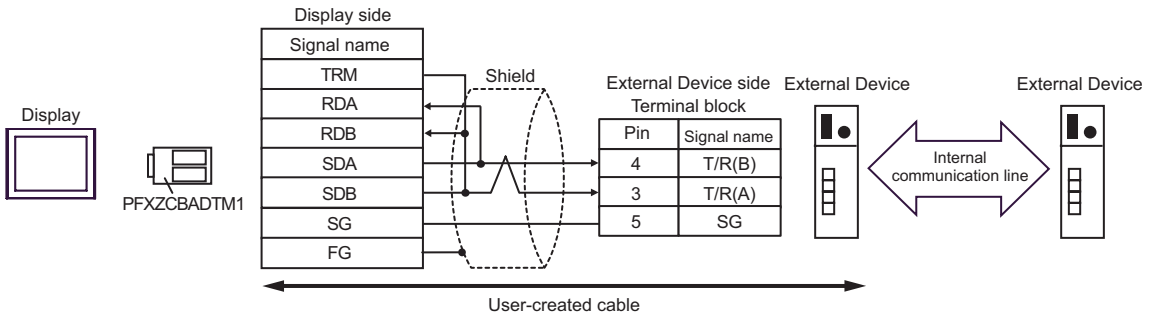 Display side
Signal name
TRM
RDA
RDB
SDA
SDB
SG
FG
Shield
Display
PFXZCBADTM1
External Device side
Terminal block
Pin Signal name
4 T/R(B)
3 T/R(A)
5 SG
External Device
External Device
Internal
communication line
User-created cable